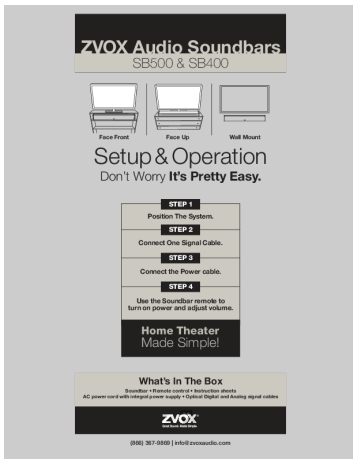 ZVOX Audio Soundbars
SB500 & SB400
Face Front Face Up Wall Mount
Setup & Operation
Don't Worry It's Pretty Easy.
STEP 1
Position The System.
STEP 2
Connect One Signal Cable.
STEP 3
Connect the Power cable.
STEP 4
Use the Soundbar remote to
turn on power and adjust volume.
Home Theater
Made Simple!
What's In The Box
Soundbar • Remote control • Instruction sheets
AC power cord with integral power supply • Optical Digital and Analog signal cables
ZVOX
Great Sound. Made Simple.
(866) 367-9869 | info@zvoxaudio.com